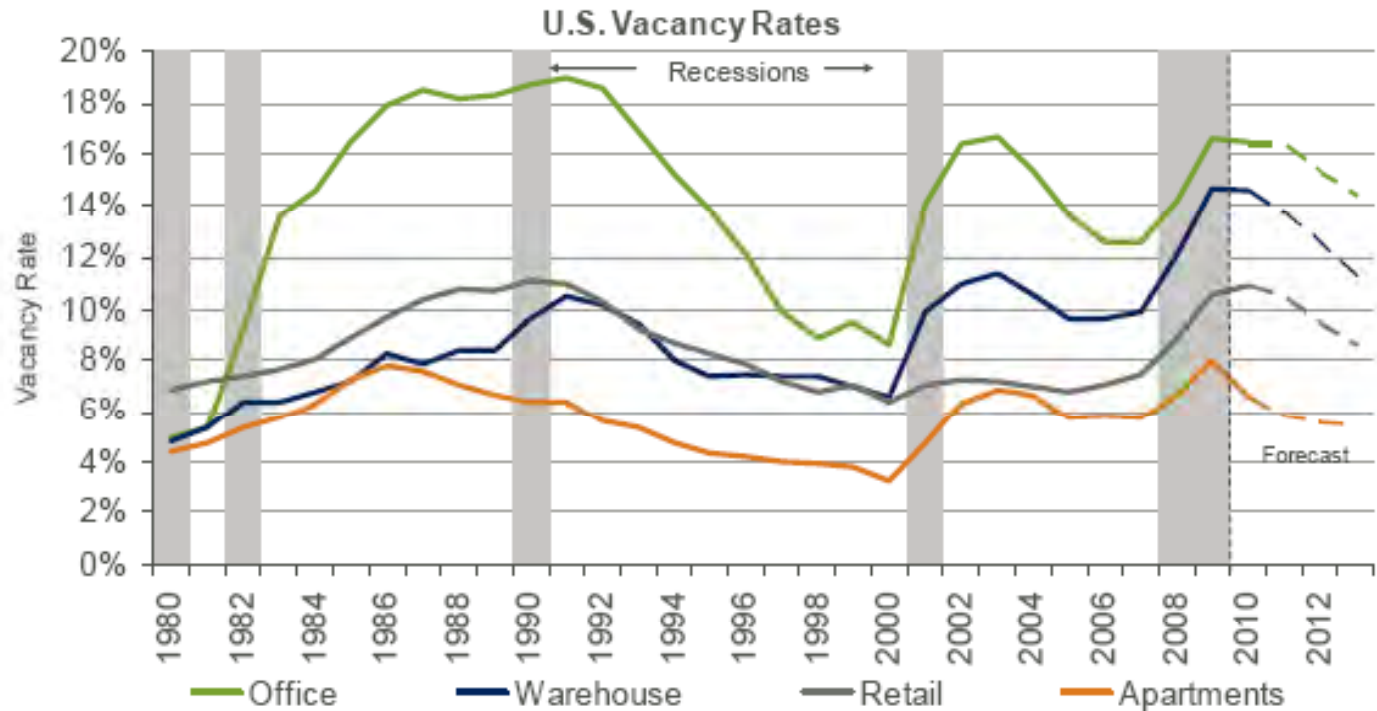 U.S. Vacancy Rates
20%
Recessions
18%
16%
14%
12%
10%
8%
6%
4%
2%
0%
Vacancy Rate
Forecast
1980 1982 1984 1986 1988 1990 1992 1994 1996 1998 2000 2002 2004 2006 2008 2010 2012
Office Warehouse Retail Apartments